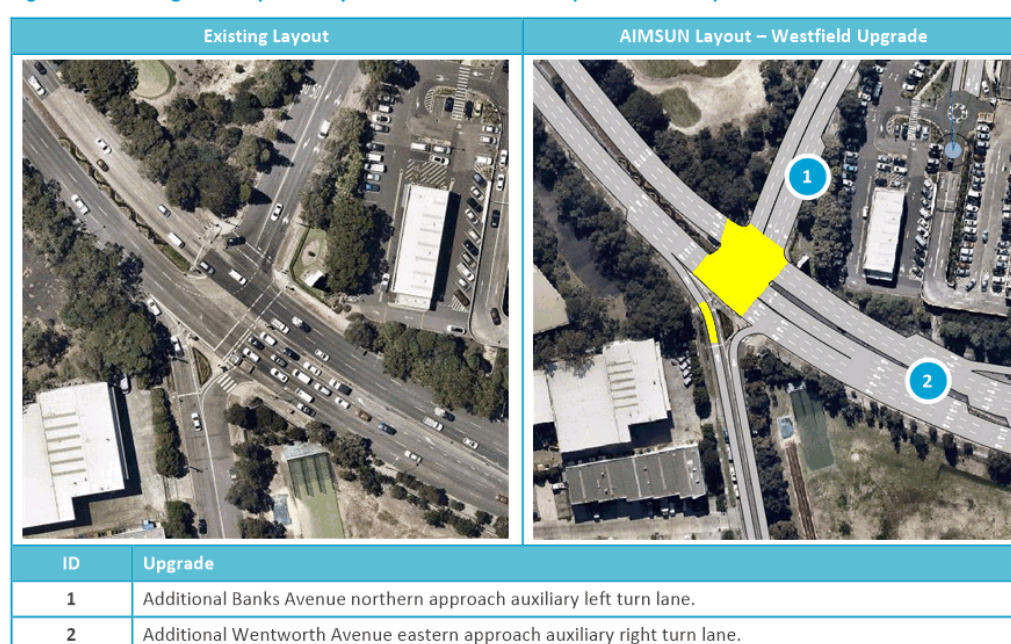 Existing Layout
AIMSUN Layout – Westfield Upgrade
1
2
ID
Upgrade
1
Additional Banks Avenue northern approach auxiliary left turn lane.
2
Additional Wentworth Avenue eastern approach auxiliary right turn lane.